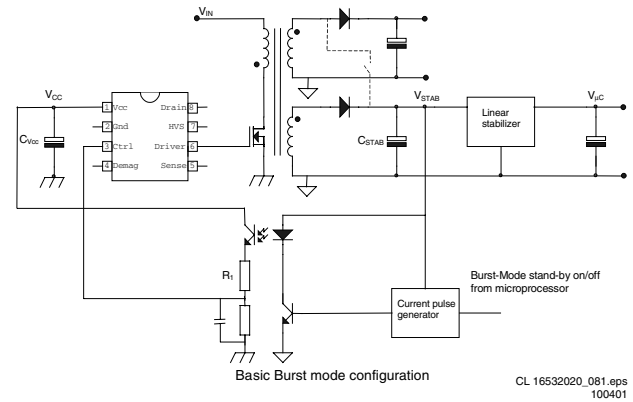 VIN
VCC
CVcc
1 Vcc Drain 8
2 Gnd HVS 7
3 Ctrl Driver 6
4 Demag Sense 5
VSTAB
CSTAB
Linear
stabilizer
VµC
R1
Current pulse
generator
Burst-Mode stand-by on/off
from microprocessor
Basic Burst mode configuration
CL 16532020_081.eps
100401